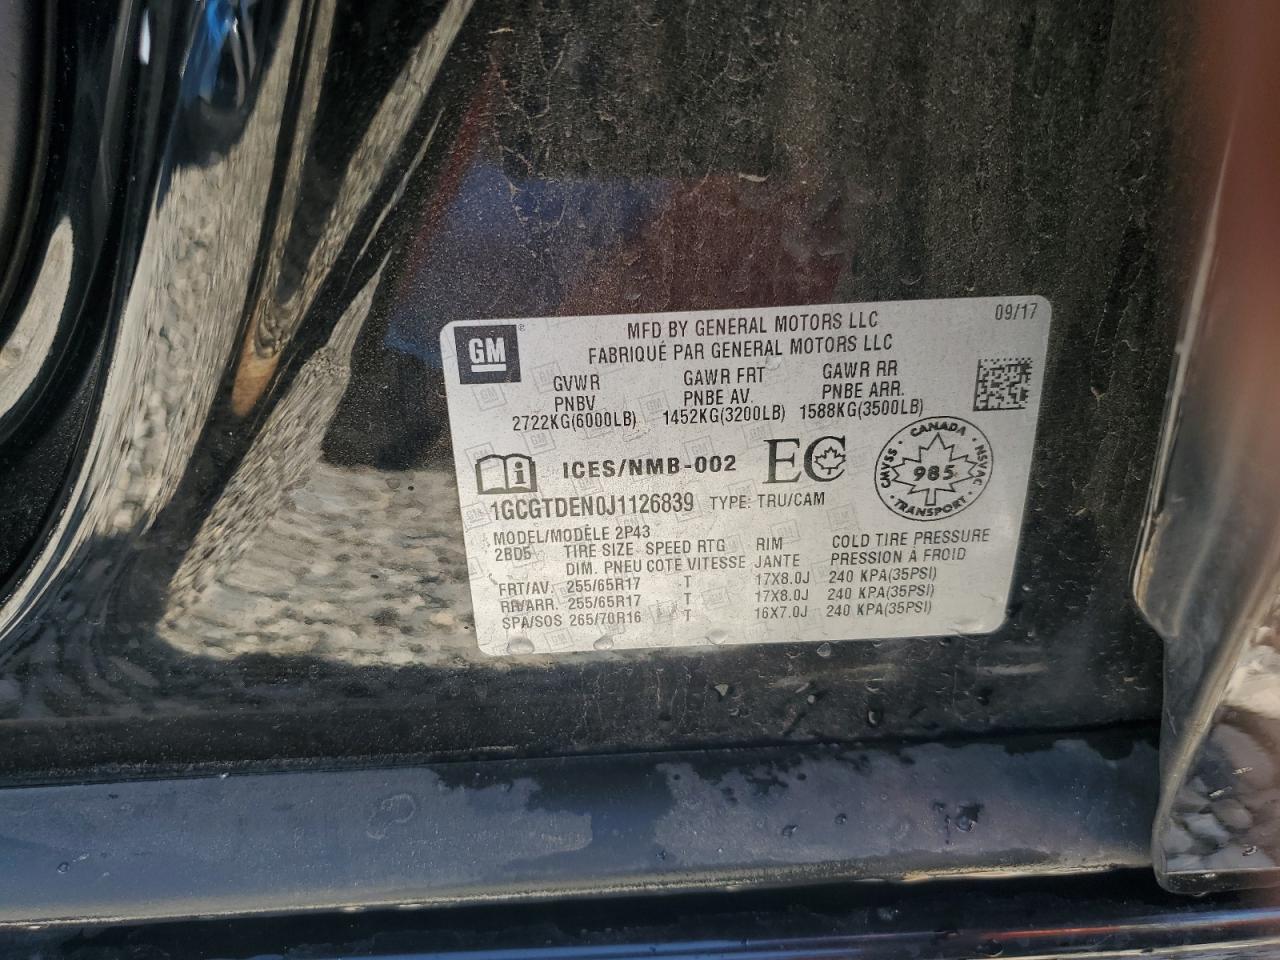 GM ®
MFD BY GENERAL MOTORS LLC 09/17
FABRIQUÉ PAR GENERAL MOTORS LLC
GVWR GAWR FRT GAWR RR
PNBV PNBE AV. PNBE ARR.
2722KG(6000LB) 1452KG(3200LB) 1588KG(3500LB)
i ICES/NMB-002 EC
CANADA
CMVSS 985 NSVAC
TRANSPORT
1GCGTDEN0J1126839 TYPE: TRU/CAM
MODEL/MODÈLE 2P43
2BD5 TIRE SIZE SPEED RTG RIM COLD TIRE PRESSURE
DIM. PNEU COTE VITESSE JANTE PRESSION À FROID
FRT/AV. 255/65R17 T 17X8.0J 240 KPA(35PSI)
RR/ARR. 255/65R17 T 17X8.0J 240 KPA(35PSI)
SPA/SOS 265/70R16 T 16X7.0J 240 KPA(35PSI)